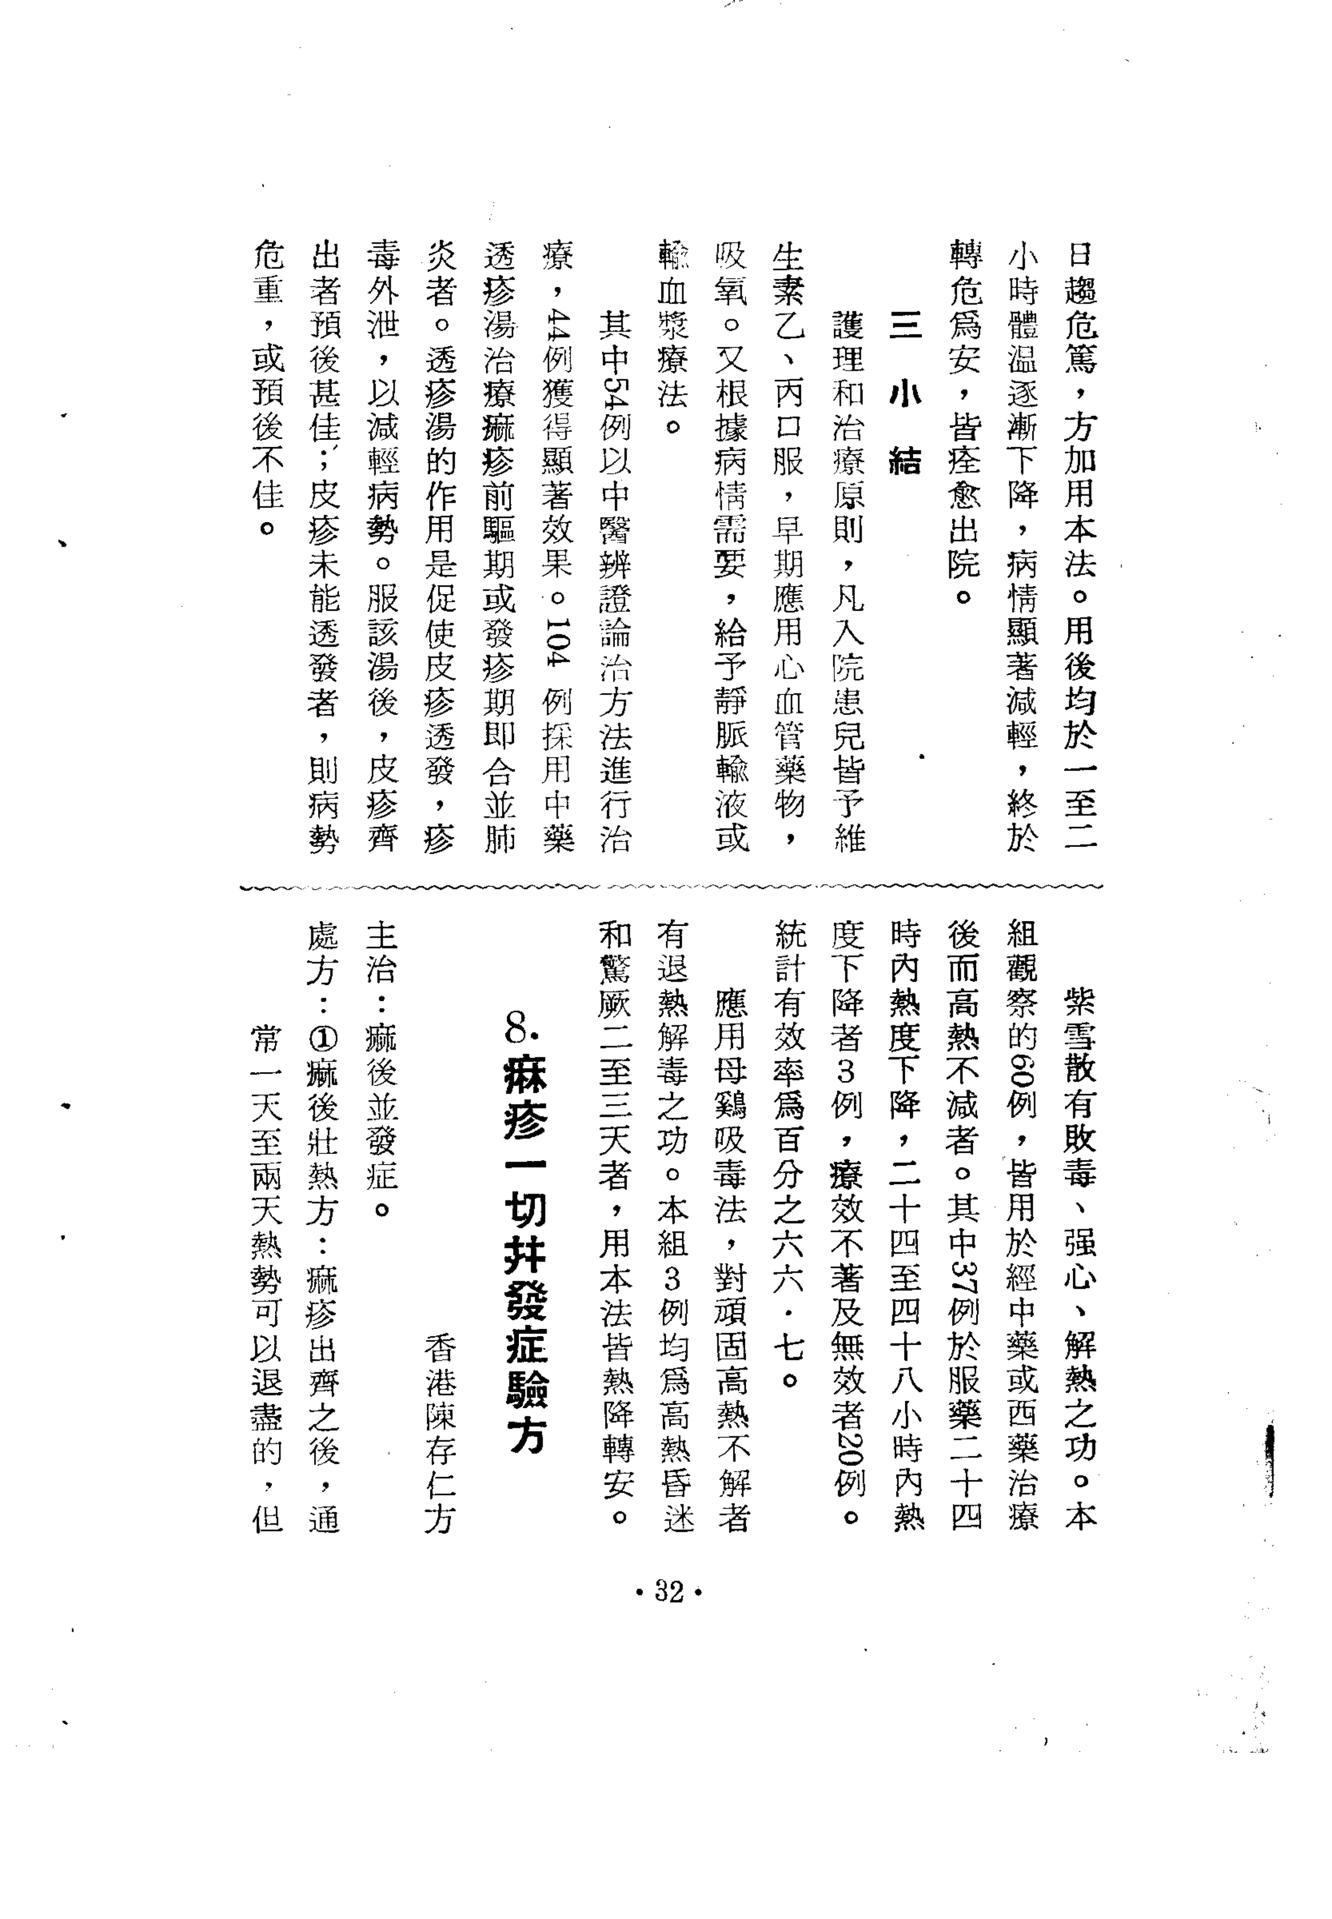 日趨危篤，方加用本法。用後均於一至二
小時體溫逐漸下降，病情顯著減輕，終於
轉危爲安，皆痊愈出院。
三　小　結
護理和治療原則，凡入院患兒皆予維
生素乙、丙口服，早期應用心血管藥物，
吸氧。又根據病情需要，給予靜脈輸液或
輸血漿療法。
其中54例以中醫辨證論治方法進行治
療，44例獲得顯著效果。104例採用中藥
透疹湯治療痲疹前驅期或發疹期即合並肺
炎者。透疹湯的作用是促使皮疹透發，疹
毒外泄，以減輕病勢。服該湯後，皮疹齊
出者預後甚佳；皮疹未能透發者，則病勢
危重，或預後不佳。
紫雪散有敗毒、强心、解熱之功。本
組觀察的60例，皆用於經中藥或西藥治療
後而高熱不減者。其中37例於服藥二十四
時內熱度下降，二十四至四十八小時內熱
度下降者3例，療效不著及無效者20例。
統計有效率爲百分之六六．七。
應用母鷄吸毒法，對頑固高熱不解者
有退熱解毒之功。本組3例均爲高熱昏迷
和驚厥二至三天者，用本法皆熱降轉安。
8.痲疹一切并發症驗方
香港陳存仁方
主治：痲後並發症。
處方：①痲後壯熱方：痲疹出齊之後，通
常一天至兩天熱勢可以退盡的，但
·32·